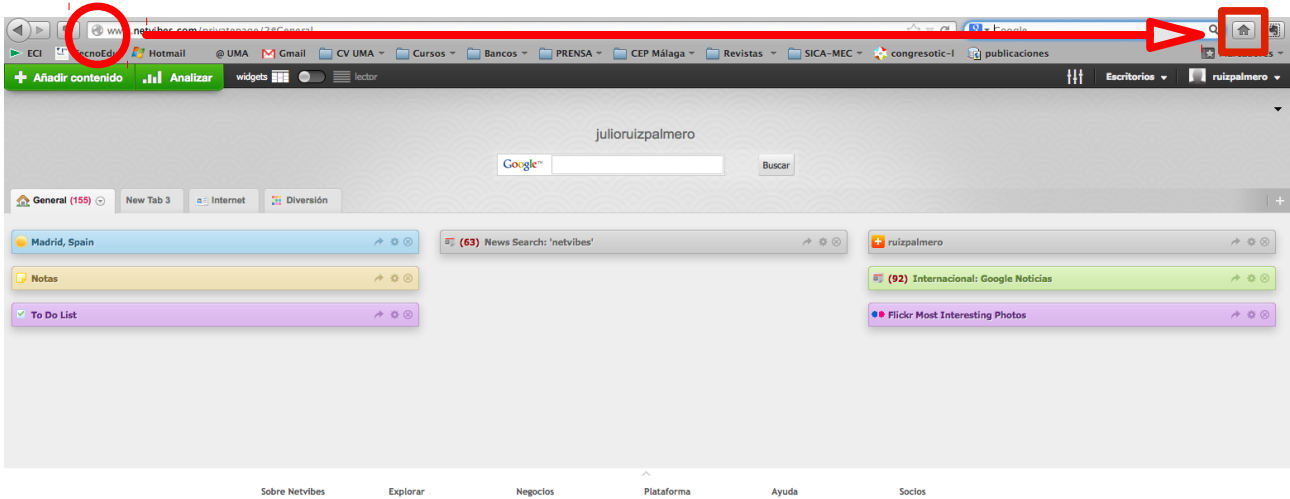 www.netvibes.com/privatepage/2#General Google
ECI TecnoEdu Hotmail @ UMA Gmail CV UMA Cursos Bancos PRENSA CEP Málaga Revistas SICA-MEC congresotic-l publicaciones Marcadores
Añadir contenido Analizar widgets lector Escritorios ruizpalmero
julioruizpalmero
Google™ Buscar
General (155) New Tab 3 Internet Diversión
Madrid, Spain (63) News Search: 'netvibes' ruizpalmero
Notas (92) Internacional: Google Noticias
To Do List Flickr Most Interesting Photos
Sobre Netvibes Explorar Negocios Plataforma Ayuda Socios